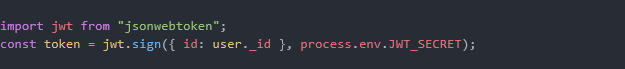 import jwt from "jsonwebtoken";
const token = jwt.sign({ id: user._id }, process.env.JWT_SECRET);